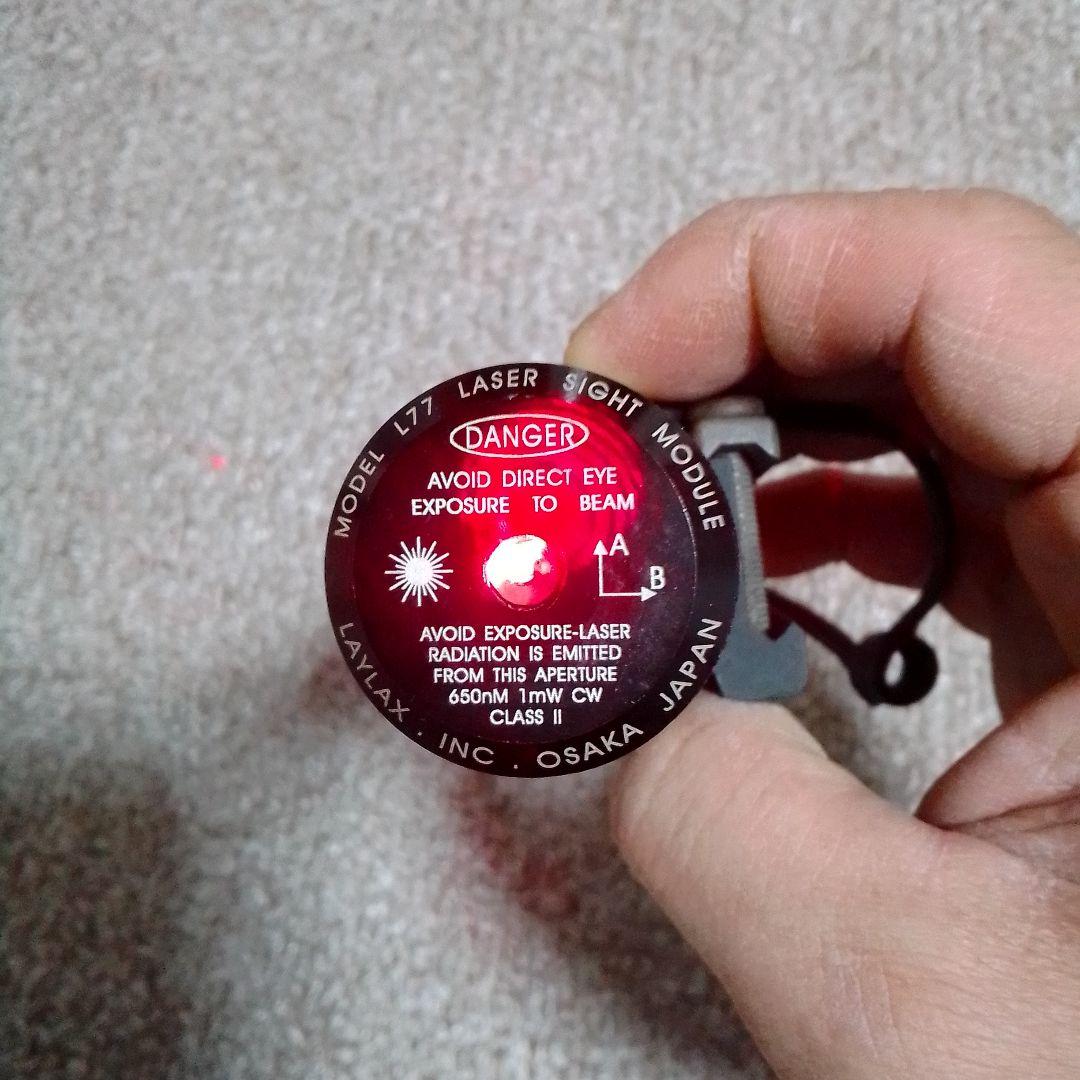 MODEL L77 LASER SIGHT MODULE
DANGER
AVOID DIRECT EYE
EXPOSURE TO BEAM
A
B
AVOID EXPOSURE-LASER
RADIATION IS EMITTED
FROM THIS APERTURE
650nM 1mW CW
CLASS II
LAYLAX . INC . OSAKA JAPAN